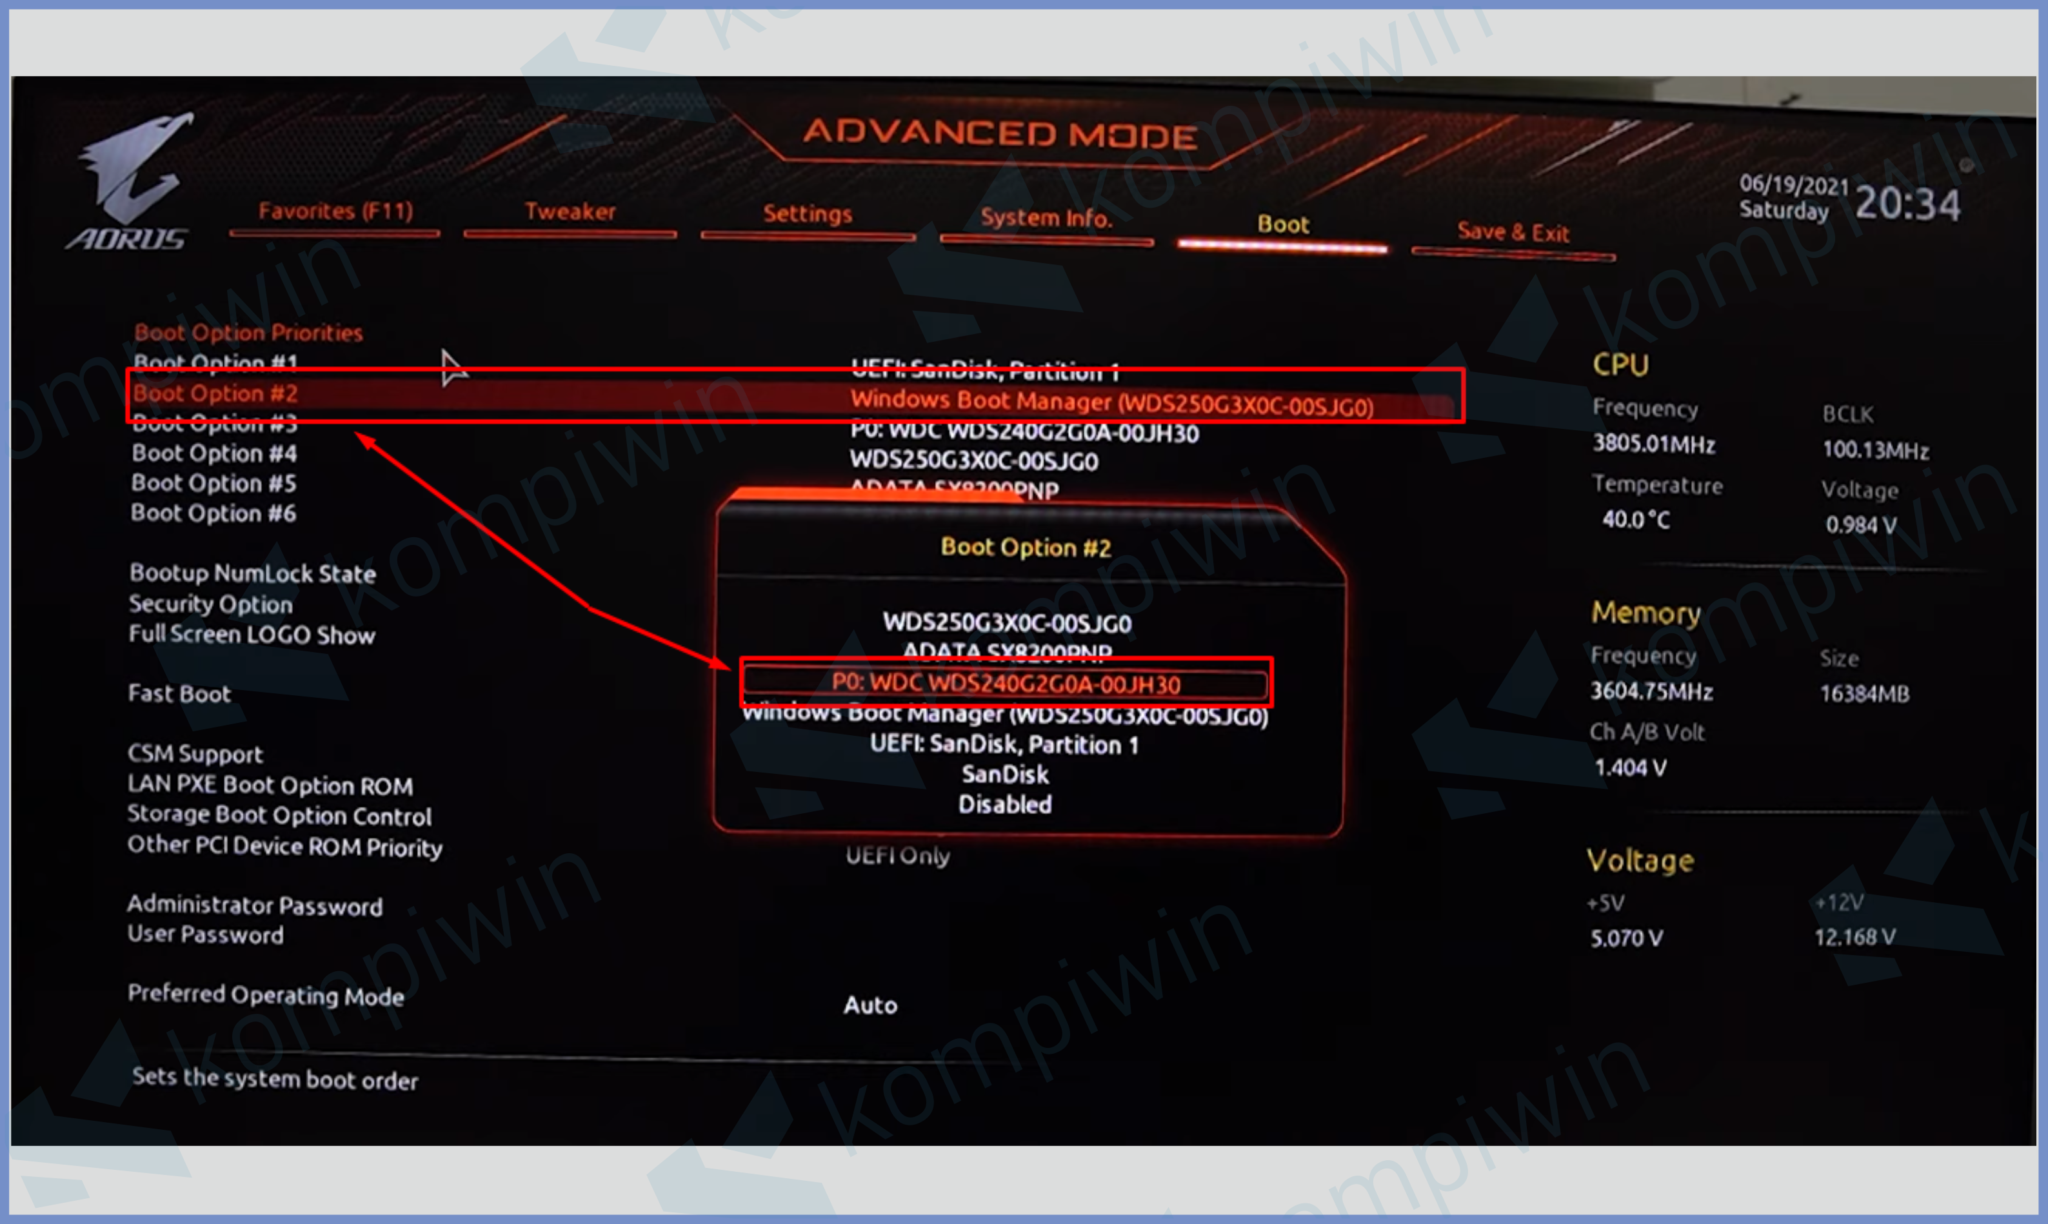 ADVANCED MODE
AORUS
Favorites (F11)
Tweaker
Settings
System Info.
Boot
Save & Exit
06/19/2021
Saturday
20:34
Boot Option Priorities
Boot Option #1
UEFI: SanDisk, Partition 1
Boot Option #2
Windows Boot Manager (WDS250G3X0C-00SJG0)
Boot Option #3
P0: WDC WDS240G2G0A-00JH30
Boot Option #4
WDS250G3X0C-00SJG0
Boot Option #5
ADATA SX8200PNP
Boot Option #6
Bootup NumLock State
Security Option
Full Screen LOGO Show
Fast Boot
CSM Support
LAN PXE Boot Option ROM
Storage Boot Option Control
Other PCI Device ROM Priority
UEFI Only
Administrator Password
User Password
Preferred Operating Mode
Auto
Sets the system boot order
Boot Option #2
WDS250G3X0C-00SJG0
ADATA SX8200PNP
P0: WDC WDS240G2G0A-00JH30
Windows Boot Manager (WDS250G3X0C-00SJG0)
UEFI: SanDisk, Partition 1
SanDisk
Disabled
CPU
Frequency BCLK
3805.01MHz 100.13MHz
Temperature Voltage
40.0 °C 0.984 V
Memory
Frequency Size
3604.75MHz 16384MB
Ch A/B Volt
1.404 V
Voltage
+5V +12V
5.070 V 12.168 V
kompiwin
kompiwin
kompiwin
kompiwin
kompiwin
kompiwin
kompiwin
kompiwin